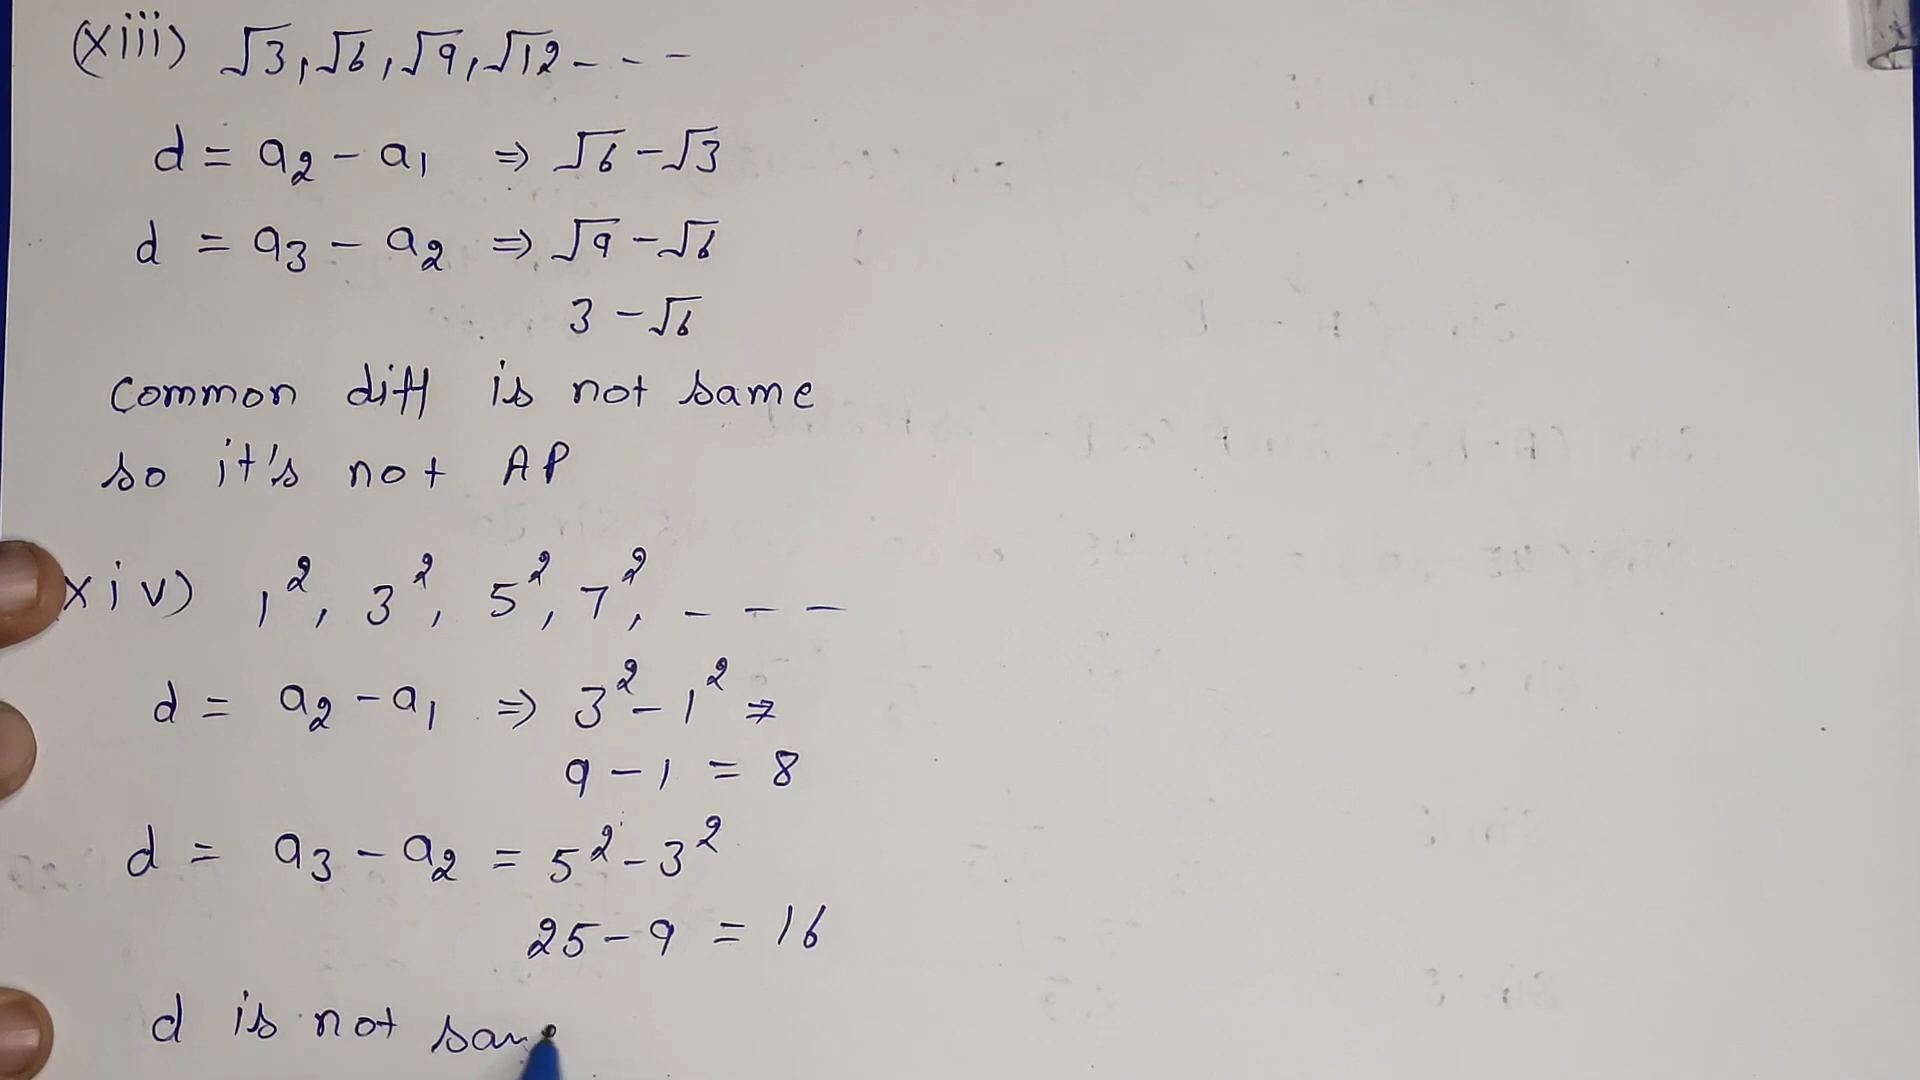 (xiii) √3, √6, √9, √12 - - -
d = a₂ - a₁ ⇒ √6 - √3
d = a₃ - a₂ ⇒ √9 - √6
3 - √6
common diff is not same
so it's not AP
xiv) 1², 3², 5², 7², - - -
d = a₂ - a₁ ⇒ 3² - 1² ⇒
9 - 1 = 8
d = a₃ - a₂ = 5² - 3²
25 - 9 = 16
d is not sam